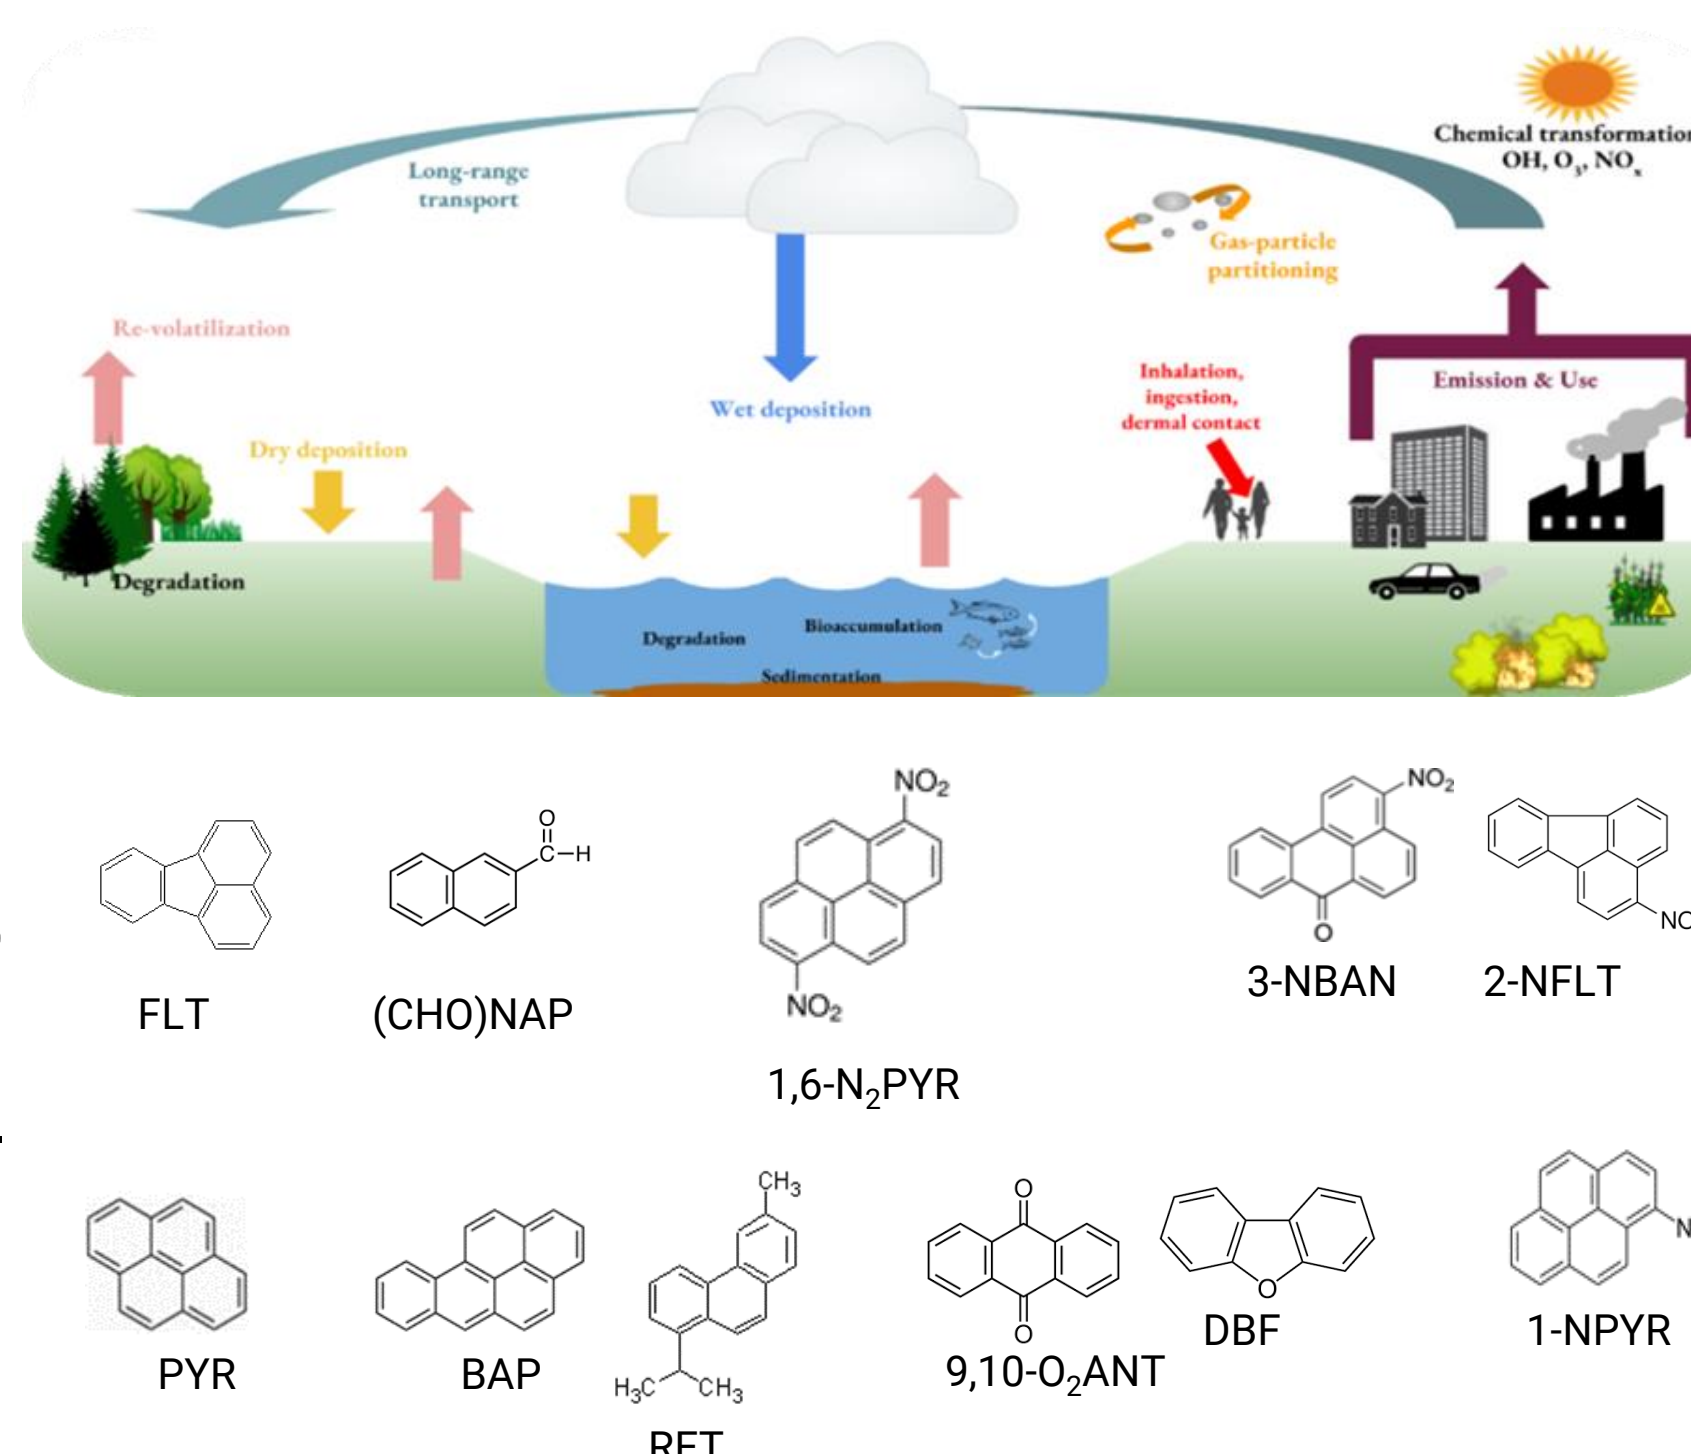 Chemical transformation
OH, O₃, NOₓ
Long-range
transport
Gas-particle
partitioning
Re-volatilization
Inhalation,
ingestion,
dermal contact
Emission & Use
Wet deposition
Dry deposition
Degradation
Bioaccumulation
Degradation
Sedimentation
NO₂
O
C–H
NO₂
O
NO₂
FLT
(CHO)NAP
3-NBAN
2-NFLT
1,6-N₂PYR
CH₃
O
O
O
H₃C
CH₃
PYR
BAP
RET
9,10-O₂ANT
DBF
1-NPYR